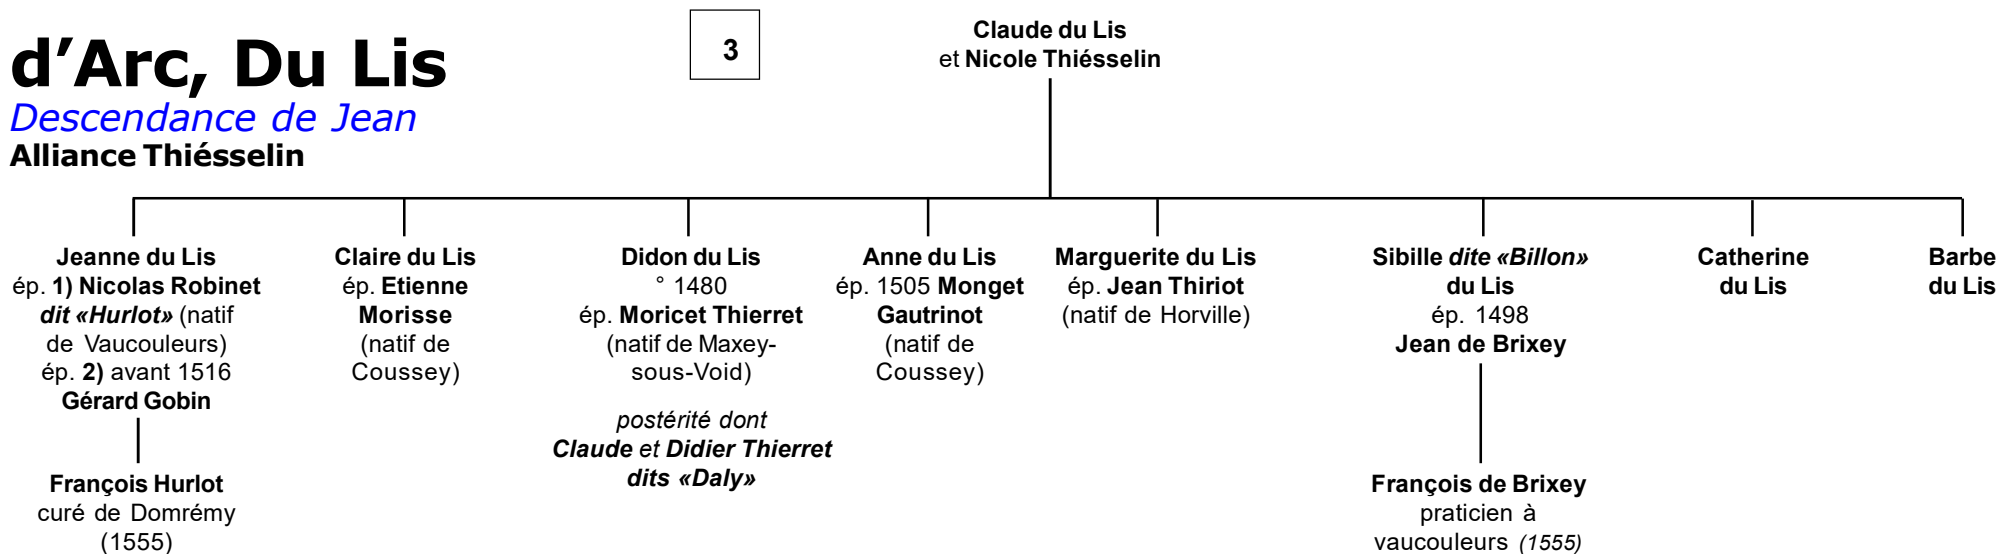 d’Arc, Du Lis
Descendance de Jean
Alliance Thiésselin
3
Claude du Lis
et Nicole Thiésselin
Jeanne du Lis
ép. 1) Nicolas Robinet
dit «Hurlot» (natif
de Vaucouleurs)
ép. 2) avant 1516
Gérard Gobin
François Hurlot
curé de Domrémy
(1555)
Claire du Lis
ép. Etienne
Morisse
(natif de
Coussey)
Didon du Lis
° 1480
ép. Moricet Thierret
(natif de Maxey-
sous-Void)
postérité dont
Claude et Didier Thierret
dits «Daly»
Anne du Lis
ép. 1505 Monget
Gautrinot
(natif de
Coussey)
Marguerite du Lis
ép. Jean Thiriot
(natif de Horville)
Sibille dite «Billon»
du Lis
ép. 1498
Jean de Brixey
François de Brixey
praticien à
vaucouleurs (1555)
Catherine
du Lis
Barbe
du Lis